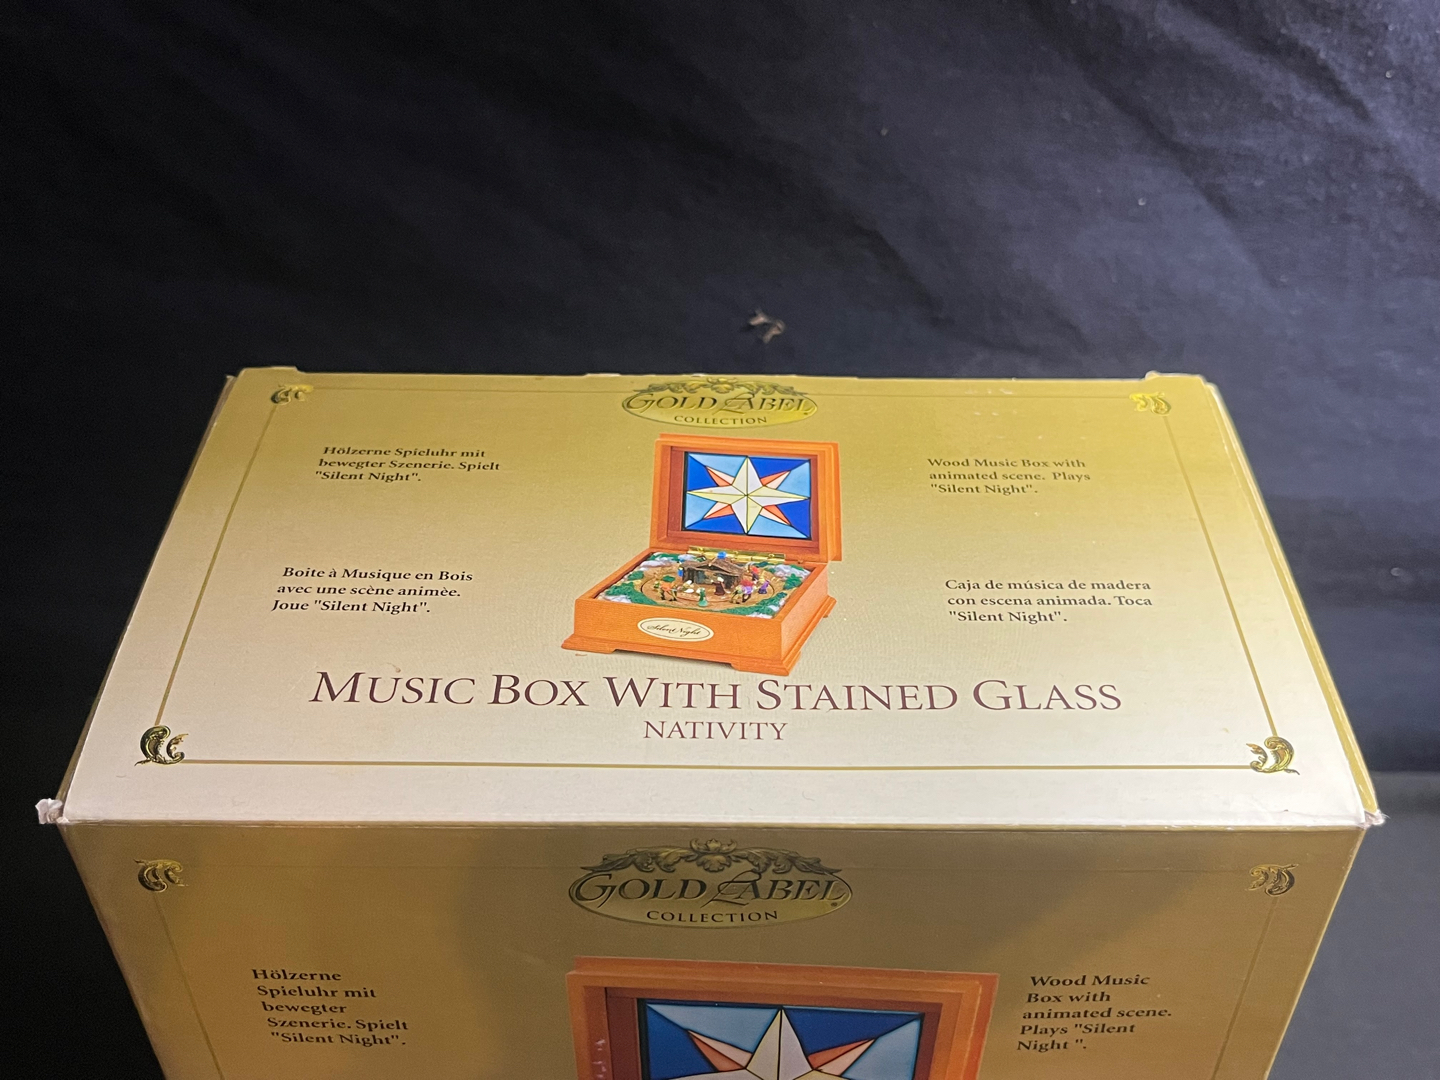 GOLD LABEL
COLLECTION
Hölzerne Spieluhr mit
bewegter Szenerie. Spielt
"Silent Night".
Wood Music Box with
animated scene. Plays
"Silent Night".
Boite à Musique en Bois
avec une scène animèe.
Joue "Silent Night".
Caja de música de madera
con escena animada. Toca
"Silent Night".
Silent Night
MUSIC BOX WITH STAINED GLASS
NATIVITY
GOLD LABEL
COLLECTION
Hölzerne
Spieluhr mit
bewegter
Szenerie. Spielt
"Silent Night".
Wood Music
Box with
animated scene.
Plays "Silent
Night ".